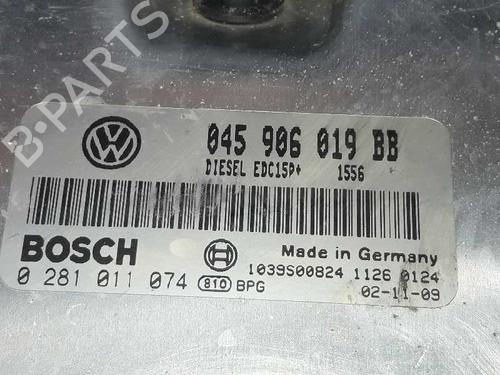 B-PARTS
045 906 019 BB
DIESEL EDC15P+ 1556
BOSCH
Made in Germany
0 281 011 074 810 BPG
1039S00824 1126 0124
02-11-09